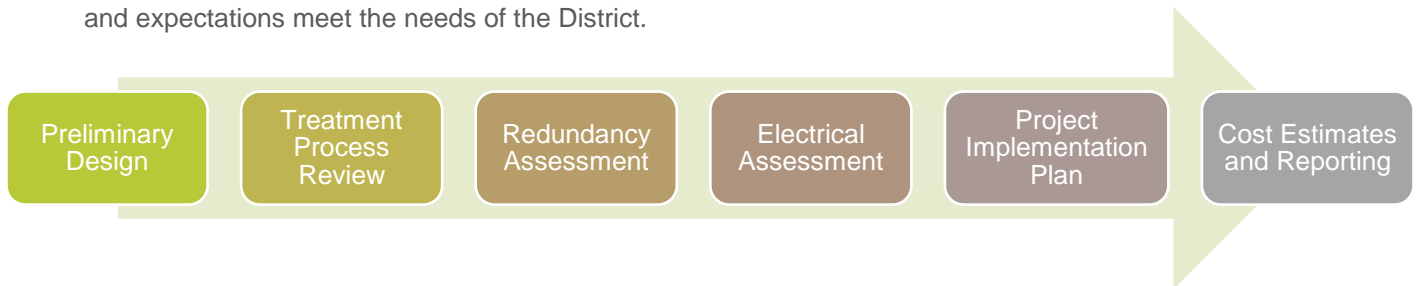 and expectations meet the needs of the District.
Preliminary
Design
Treatment
Process
Review
Redundancy
Assessment
Electrical
Assessment
Project
Implementation
Plan
Cost Estimates
and Reporting